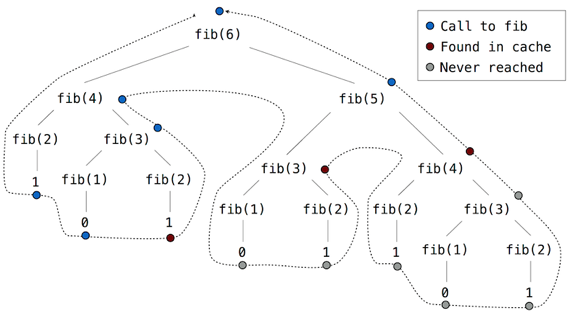 fib(6)
Call to fib
Found in cache
Never reached
fib(4)
fib(5)
fib(2)
fib(3)
fib(3)
fib(4)
1
fib(1)
fib(2)
fib(1)
fib(2)
fib(2)
fib(3)
0
1
0
1
1
fib(1)
fib(2)
0
1